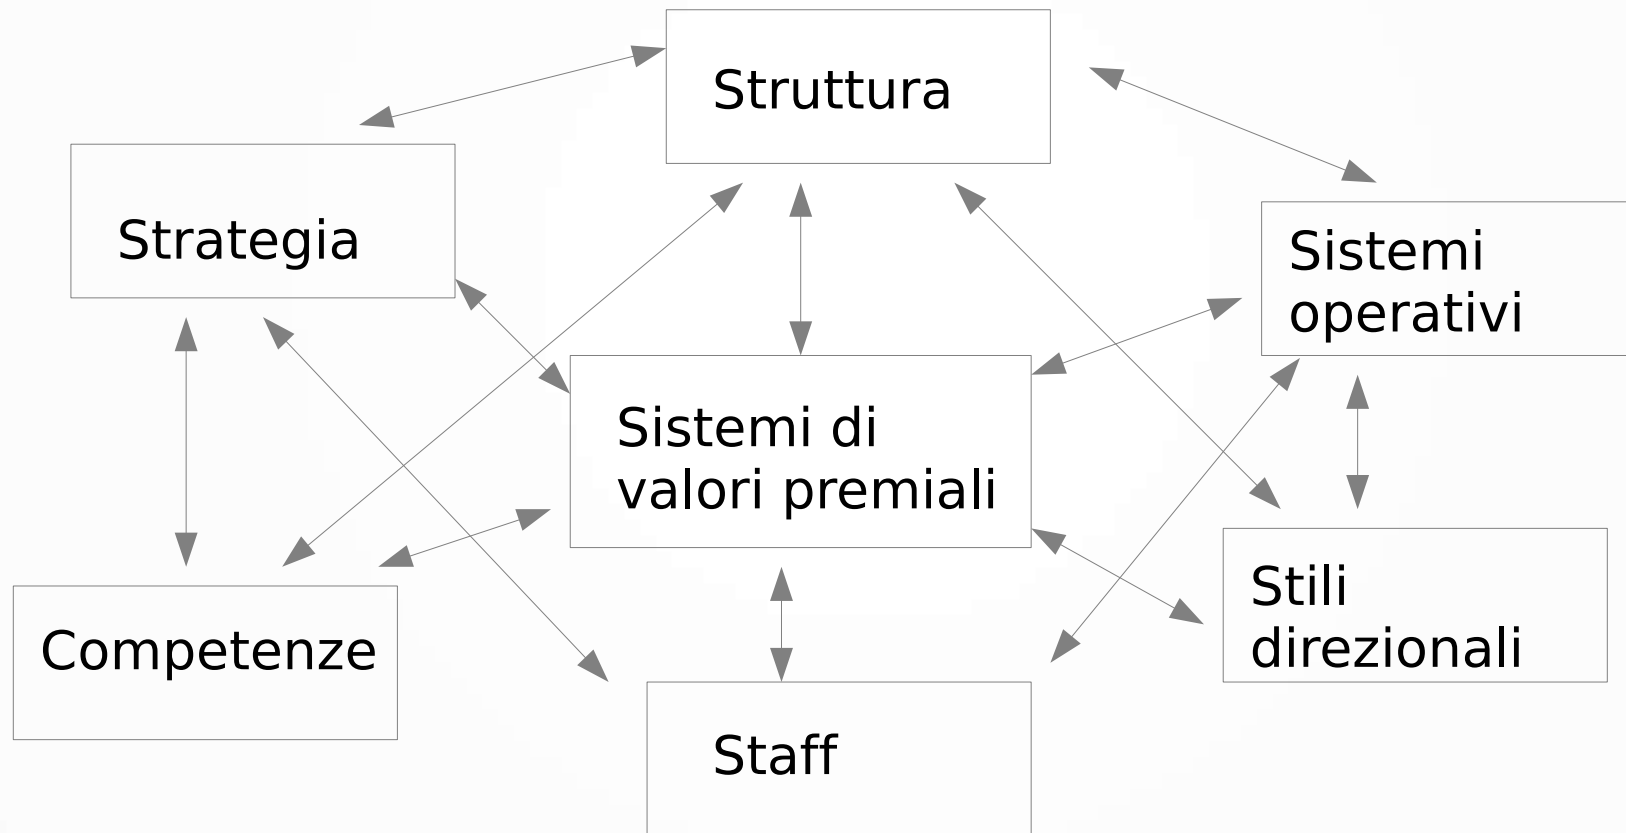 Struttura
Strategia
Sistemi
operativi
Sistemi di
valori premiali
Stili
direzionali
Competenze
Staff